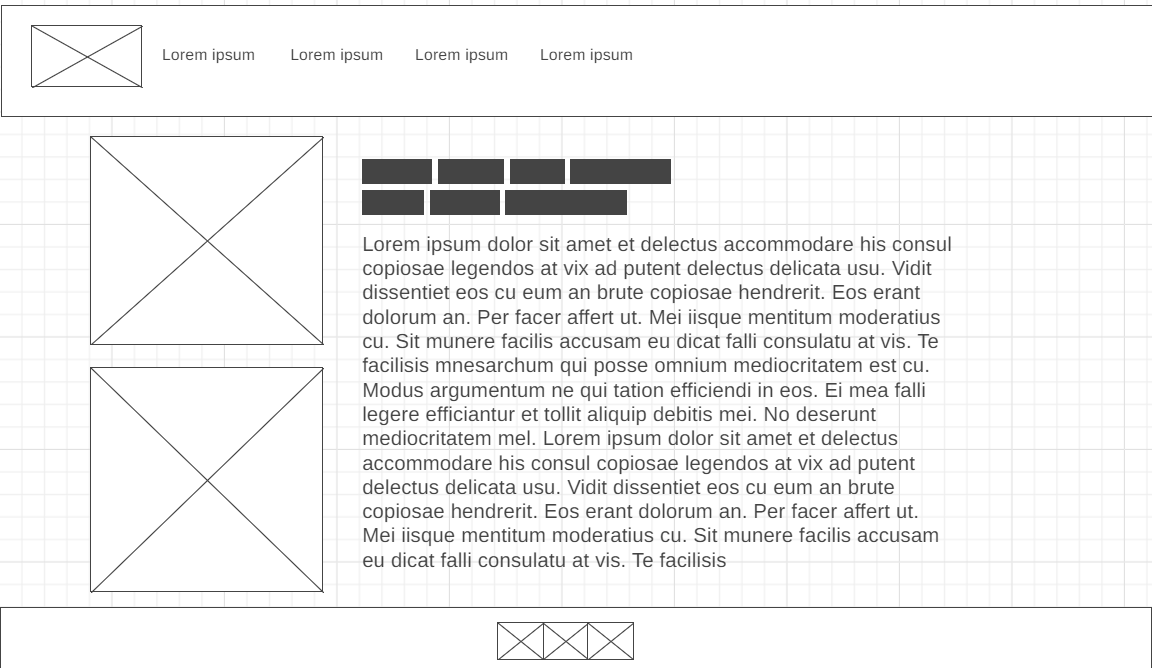 Lorem ipsum Lorem ipsum Lorem ipsum Lorem ipsum
Lorem ipsum dolor sit amet et delectus accommodare his consul
copiosae legendos at vix ad putent delectus delicata usu. Vidit
dissentiet eos cu eum an brute copiosae hendrerit. Eos erant
dolorum an. Per facer affert ut. Mei iisque mentitum moderatius
cu. Sit munere facilis accusam eu dicat falli consulatu at vis. Te
facilisis mnesarchum qui posse omnium mediocritatem est cu.
Modus argumentum ne qui tation efficiendi in eos. Ei mea falli
legere efficiantur et tollit aliquip debitis mei. No deserunt
mediocritatem mel. Lorem ipsum dolor sit amet et delectus
accommodare his consul copiosae legendos at vix ad putent
delectus delicata usu. Vidit dissentiet eos cu eum an brute
copiosae hendrerit. Eos erant dolorum an. Per facer affert ut.
Mei iisque mentitum moderatius cu. Sit munere facilis accusam
eu dicat falli consulatu at vis. Te facilisis